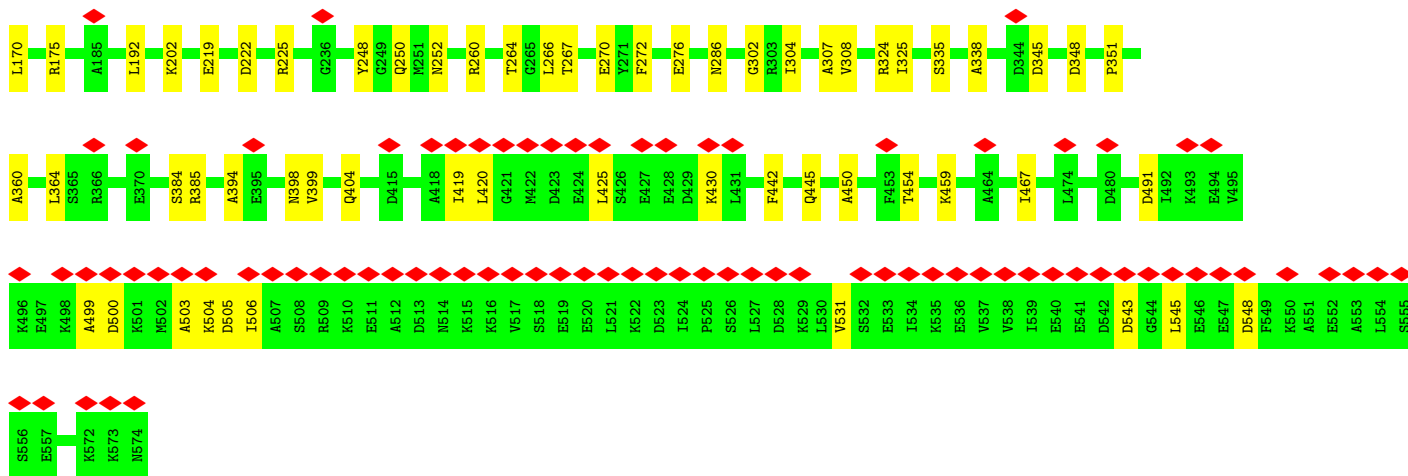 L170 R175 A185 L192 K202 E219 D222 R225 G236 Y248 G249 Q250 M251 N252 R260 T264 G265 L266 T267 E270 Y271 F272 E276 N286 G302 R303 I304 A307 V308 R324 I325 S335 A338 D344 D345 D348 P351
A360 L364 S365 R366 E370 S384 R385 A394 E395 N398 V399 Q404 D415 A418 I419 L420 G421 M422 D423 E424 L425 S426 E427 E428 D429 K430 L431 F442 Q445 A450 F453 T454 K459 A464 I467 L474 D480 D491 I492 K493 E494 V495
K496 E497 K498 A499 D500 K501 M502 A503 K504 D505 I506 A507 S508 R509 K510 E511 A512 D513 N514 K515 K516 V517 S518 E519 E520 L521 K522 D523 I524 P525 S526 L527 D528 K529 L530 V531 S532 E533 I534 K535 E536 V537 V538 I539 E540 E541 D542 D543 G544 L545 E546 E547 D548 F549 K550 A551 E552 A553 L554 S555
S556 E557 K572 K573 N574